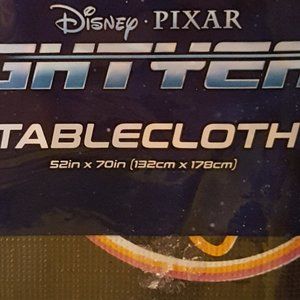 Disney · PIXAR
GHTYEA
TABLECLOTH
52in x 70in (132cm x 178cm)